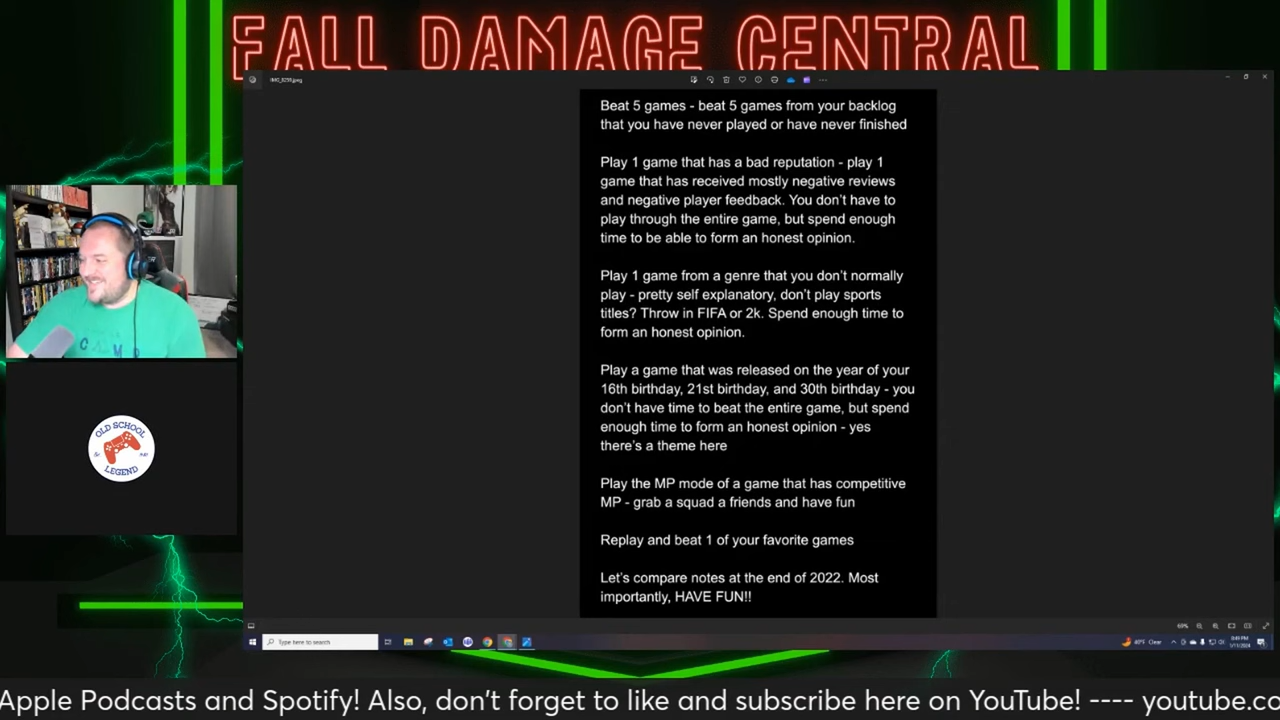 FALL DAMAGE CENTRAL
Beat 5 games - beat 5 games from your backlog
that you have never played or have never finished
Play 1 game that has a bad reputation - play 1
game that has received mostly negative reviews
and negative player feedback. You don't have to
play through the entire game, but spend enough
time to be able to form an honest opinion.
Play 1 game from a genre that you don't normally
play - pretty self explanatory, don't play sports
titles? Throw in FIFA or 2k. Spend enough time to
form an honest opinion.
Play a game that was released on the year of your
16th birthday, 21st birthday, and 30th birthday - you
don't have time to beat the entire game, but spend
enough time to form an honest opinion - yes
there's a theme here
Play the MP mode of a game that has competitive
MP - grab a squad a friends and have fun
Replay and beat 1 of your favorite games
Let's compare notes at the end of 2022. Most
importantly, HAVE FUN!!
OLD SCHOOL
LEGEND
Type here to search
Clear
Apple Podcasts and Spotify! Also, don't forget to like and subscribe here on YouTube! ---- youtube.co